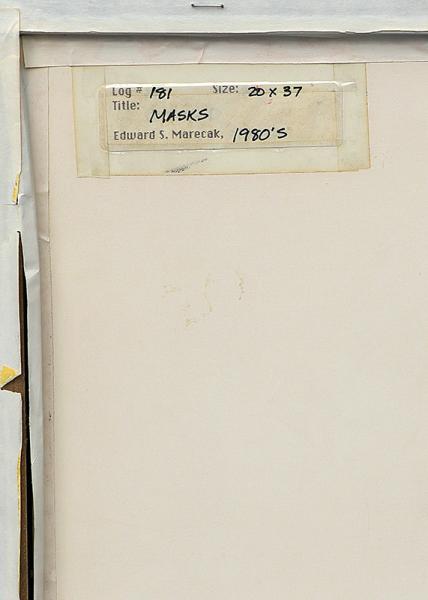 Log # 181 Size: 20 x 37
Title:
MASKS
Edward S. Marecak, 1980'S